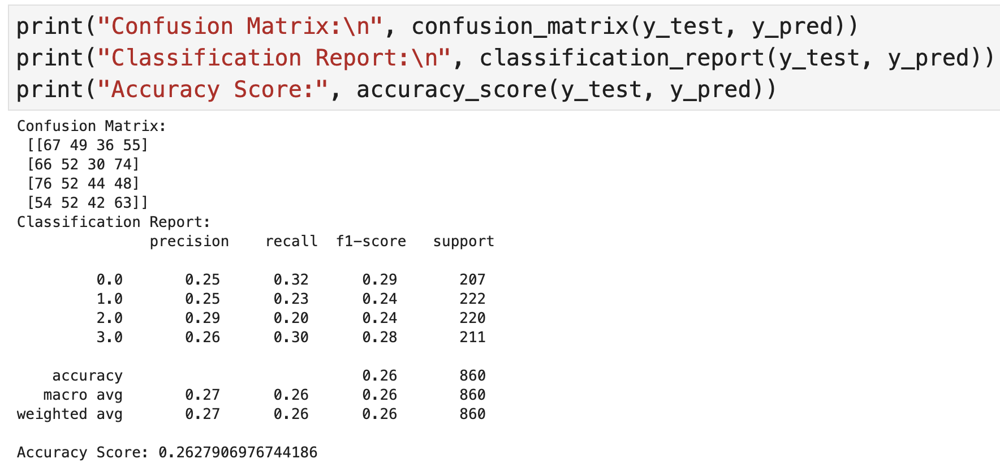 print("Confusion Matrix:\n", confusion_matrix(y_test, y_pred))
print("Classification Report:\n", classification_report(y_test, y_pred))
print("Accuracy Score:", accuracy_score(y_test, y_pred))
Confusion Matrix:
 [[67 49 36 55]
 [66 52 30 74]
 [76 52 44 48]
 [54 52 42 63]]
Classification Report:
               precision    recall  f1-score   support

         0.0       0.25      0.32      0.29       207
         1.0       0.25      0.23      0.24       222
         2.0       0.29      0.20      0.24       220
         3.0       0.26      0.30      0.28       211

    accuracy                           0.26       860
   macro avg       0.27      0.26      0.26       860
weighted avg       0.27      0.26      0.26       860

Accuracy Score: 0.2627906976744186